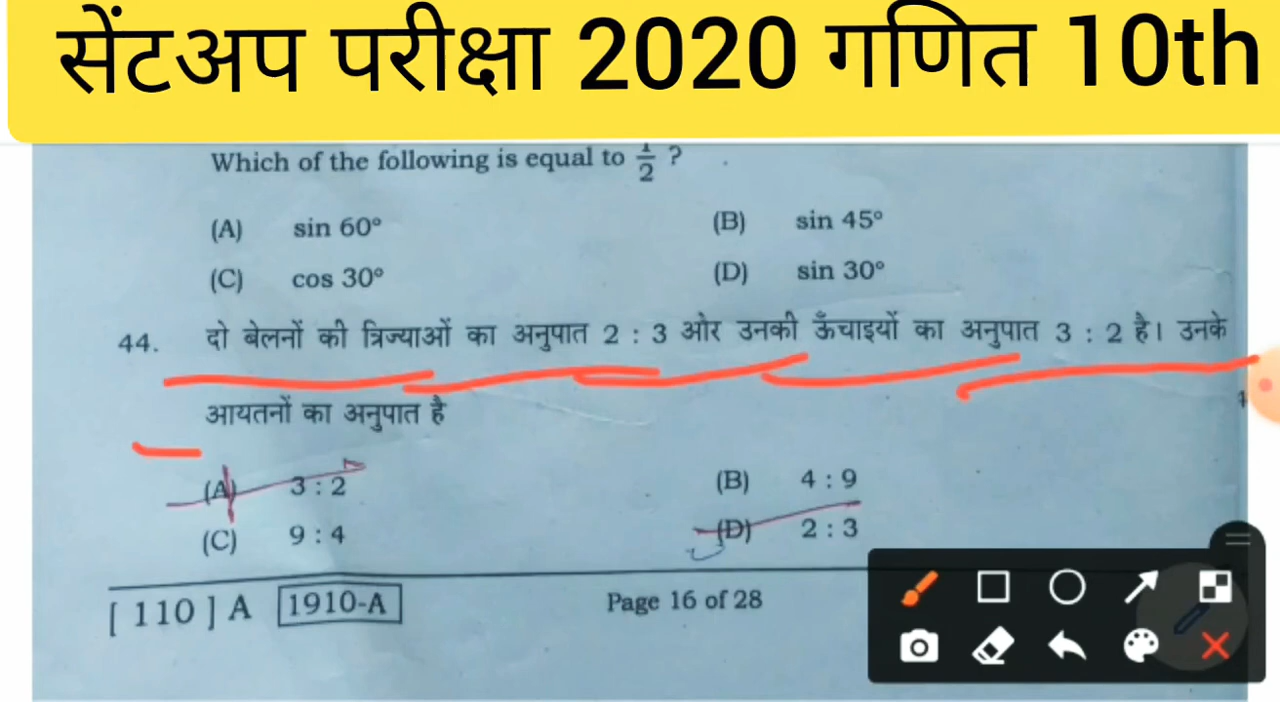 सेंटअप परीक्षा 2020 गणित 10th
Which of the following is equal to 1/2 ?
(A) sin 60° (B) sin 45°
(C) cos 30° (D) sin 30°
44. दो बेलनों की त्रिज्याओं का अनुपात 2 : 3 ओर उनकी ऊँचाइयों का अनुपात 3 : 2 है। उनके
आयतनों का अनुपात है
(A) 3 : 2 (B) 4 : 9
(C) 9 : 4 (D) 2 : 3
[ 110 ] A 1910-A Page 16 of 28